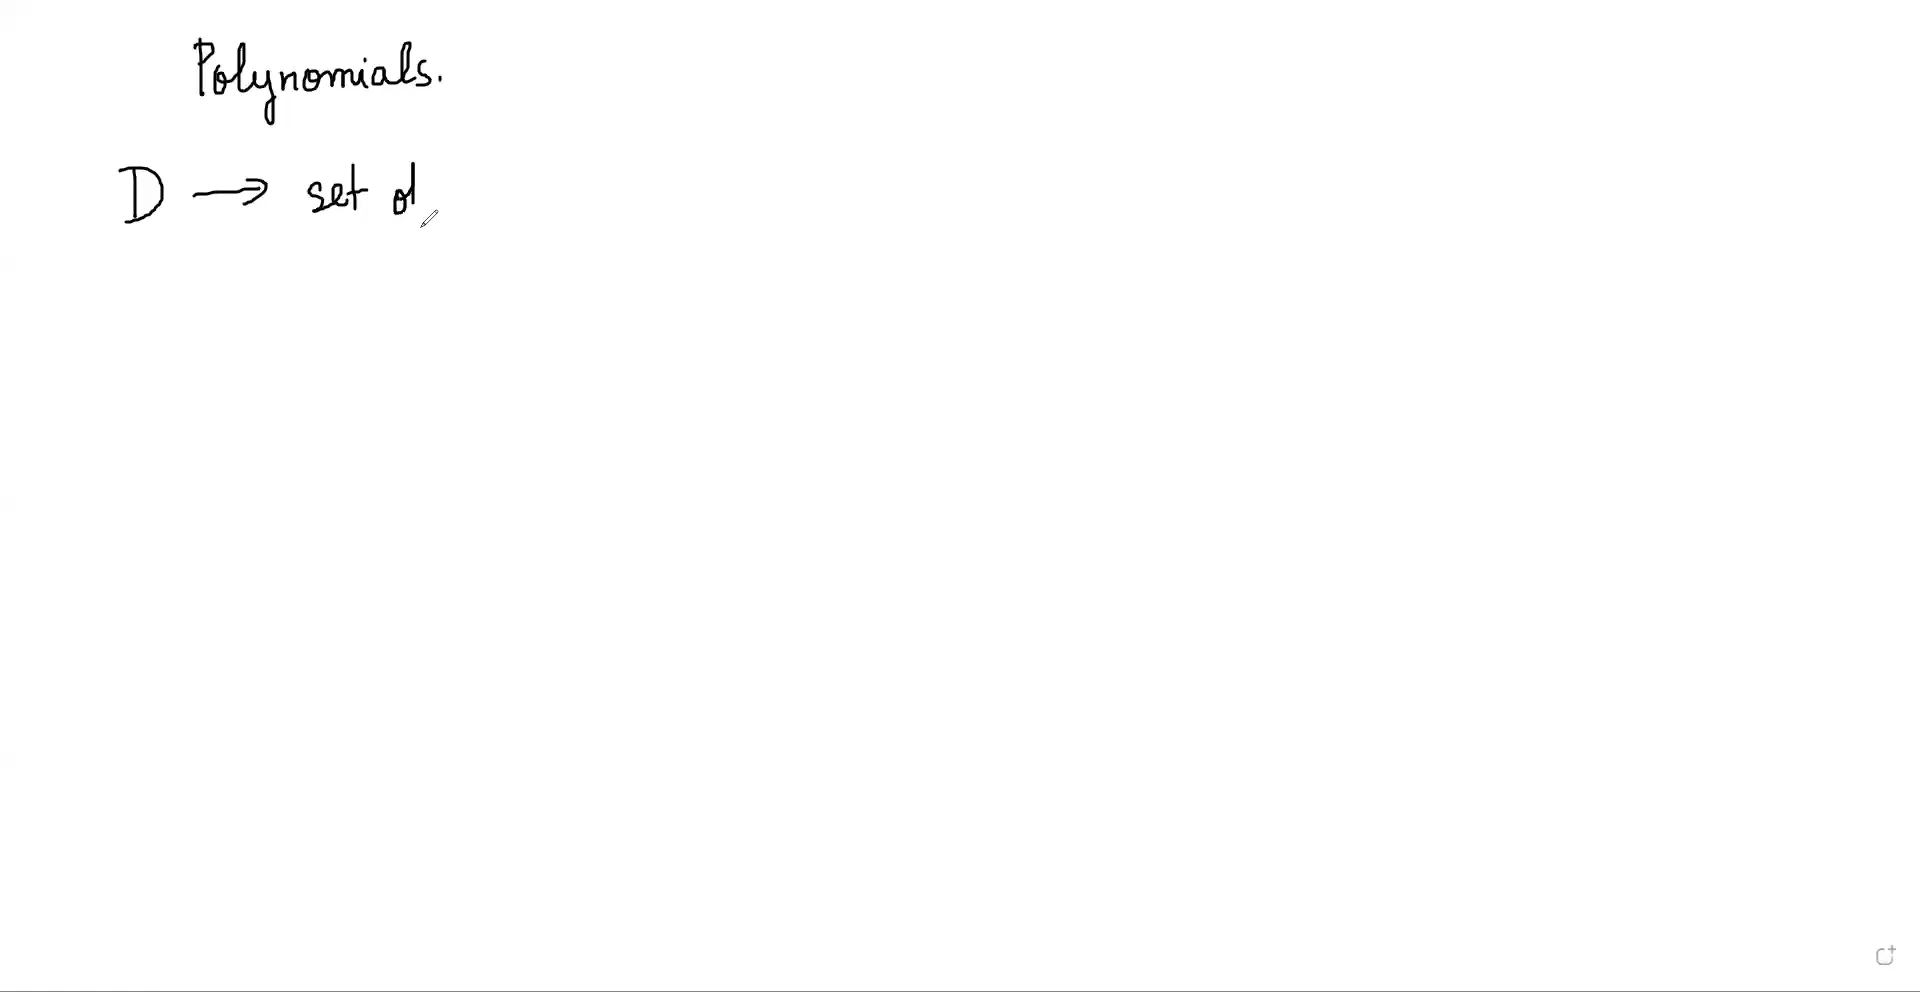 Polynomials.
D → set of